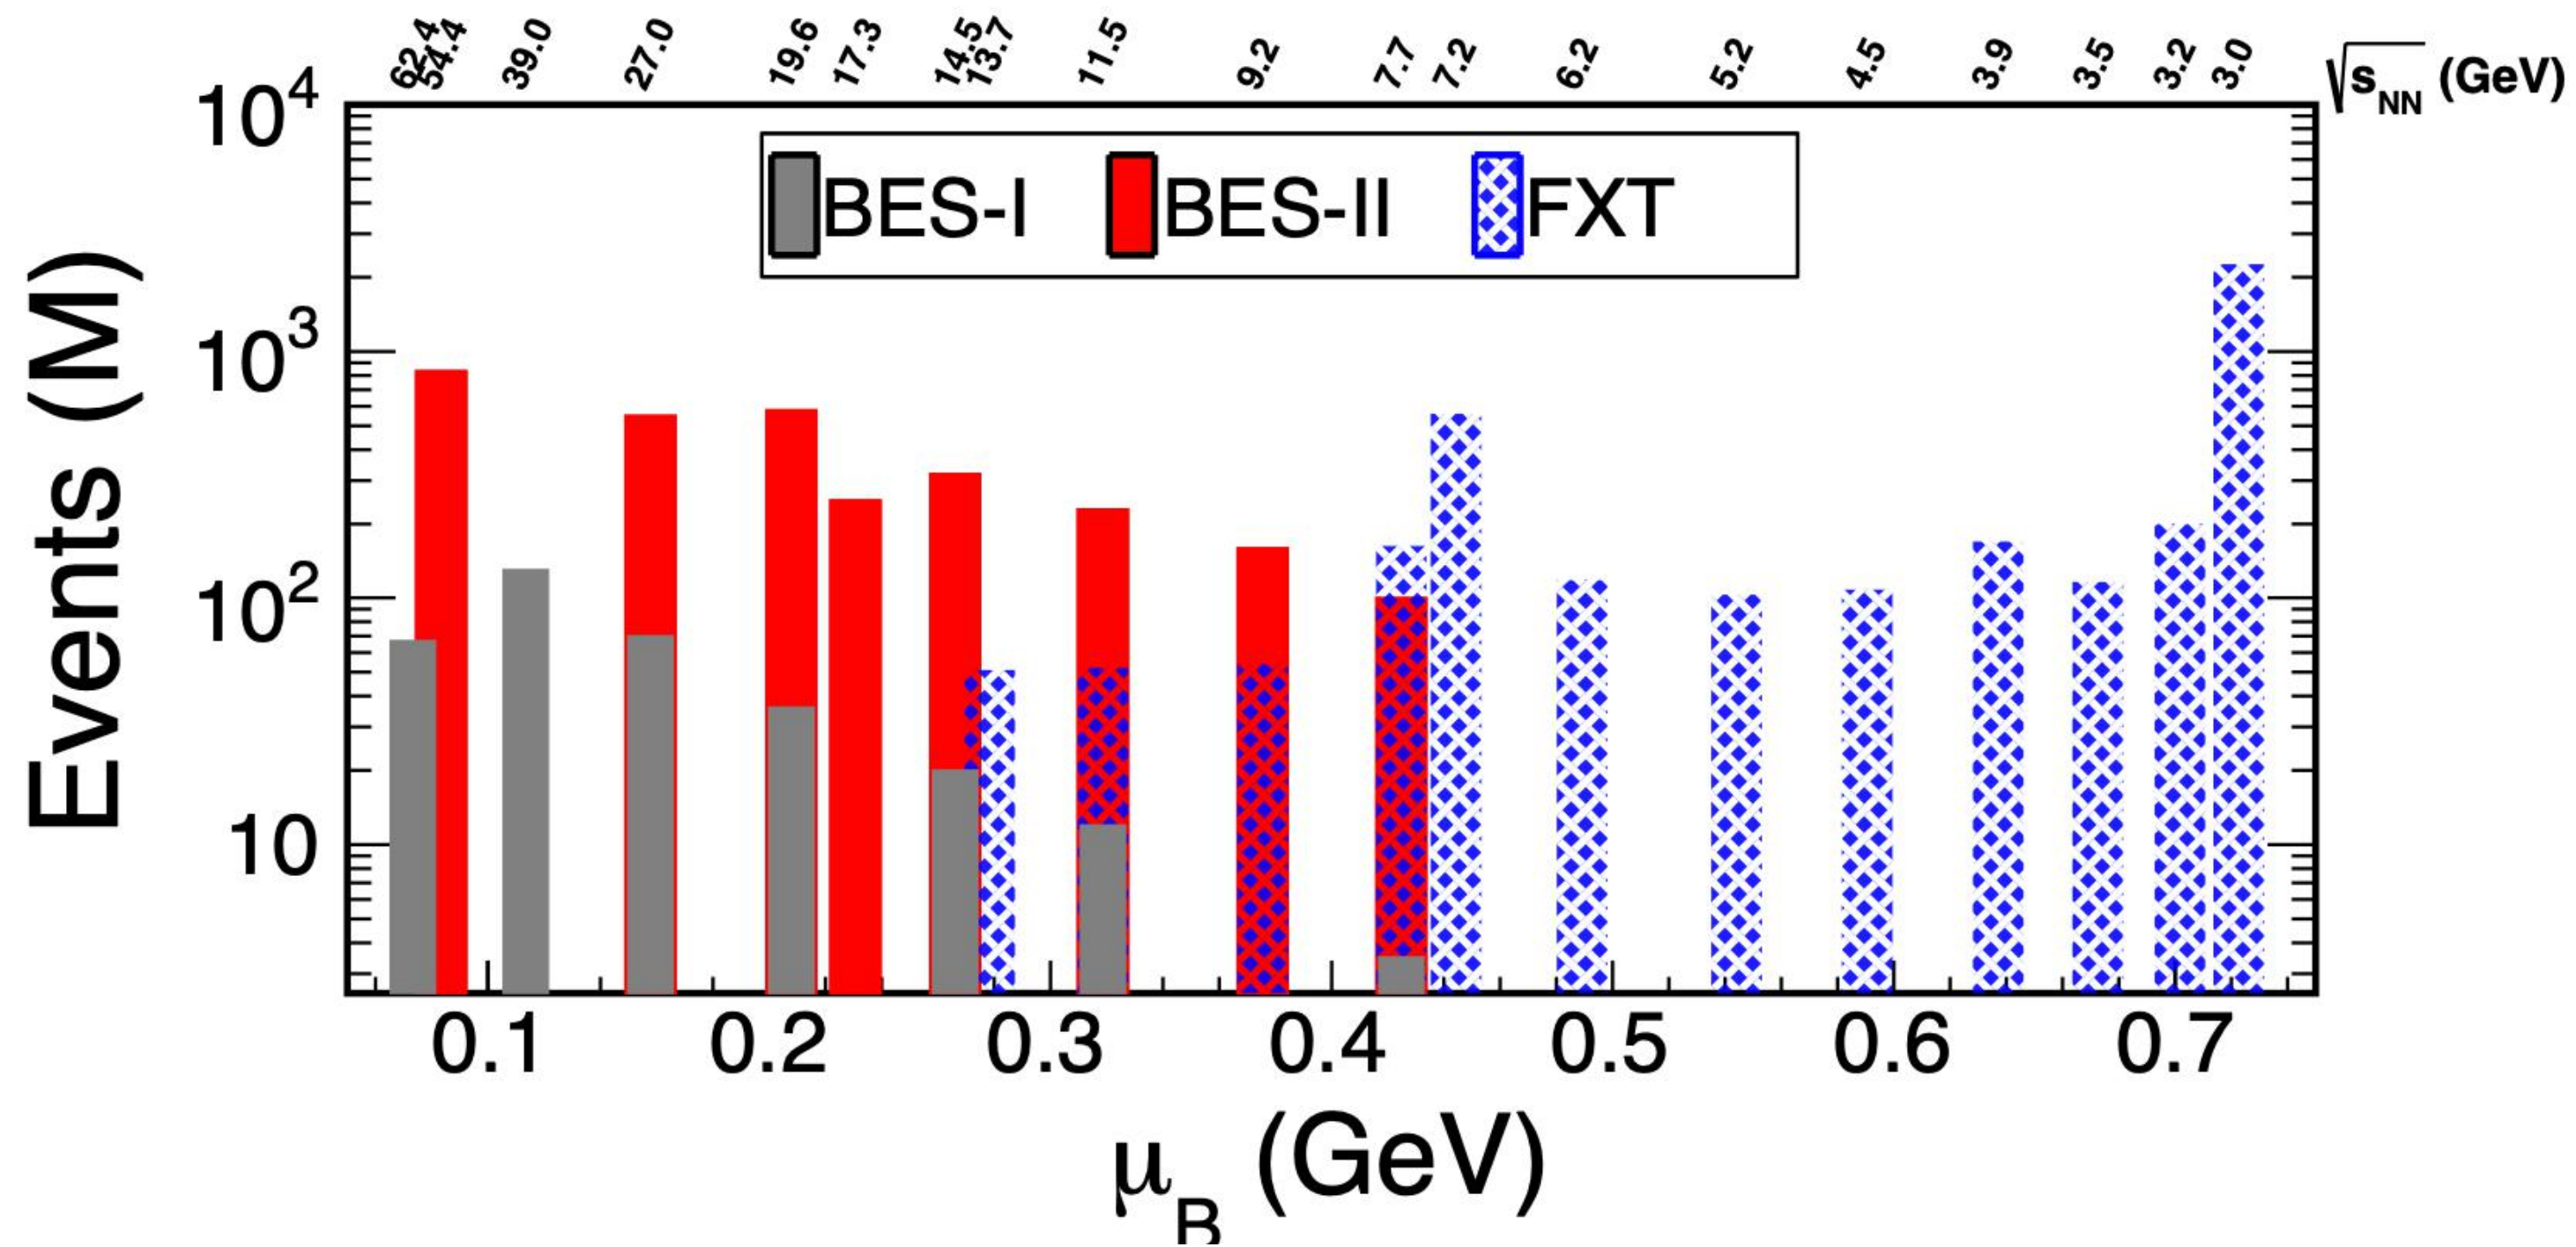 62.4 54.4 39.0 27.0 19.6 17.3 14.5 13.7 11.5 9.2 7.7 7.2 6.2 5.2 4.5 3.9 3.5 3.2 3.0 √sNN (GeV)
10^4
BES-I BES-II FXT
10^3
10^2
10
Events (M)
0.1 0.2 0.3 0.4 0.5 0.6 0.7
μB (GeV)